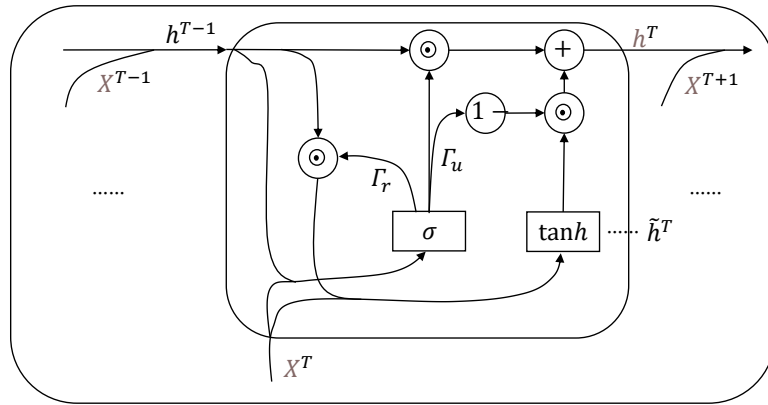 h^{T-1}
h^T
X^{T-1}
X^{T+1}
1 −
Γ_r
Γ_u
......
......
σ
tanh
...... h̃^T
X^T